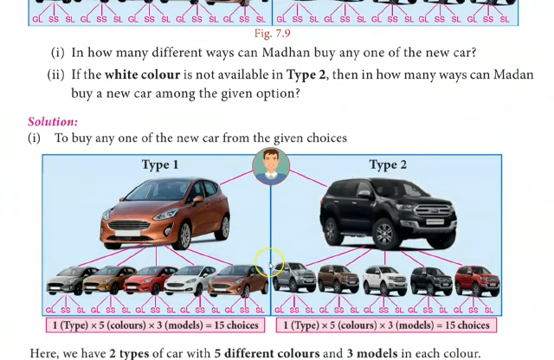 GL SS SL GL SS SL GL SS SL GL SS SL GL SS SL GL SS SL GL SS SL GL SS SL GL SS SL GL SS SL
Fig. 7.9
(i) In how many different ways can Madhan buy any one of the new car?
(ii) If the white colour is not available in Type 2, then in how many ways can Madan
buy a new car among the given option?
Solution:
(i) To buy any one of the new car from the given choices
Type 1 Type 2
GL SS SL GL SS SL GL SS SL GL SS SL GL SS SL GL SS SL GL SS SL GL SS SL GL SS SL GL SS SL
1 (Type) × 5 (colours) × 3 (models) = 15 choices 1 (Type) × 5 (colours) × 3 (models) = 15 choices
Here, we have 2 types of car with 5 different colours and 3 models in each colour.